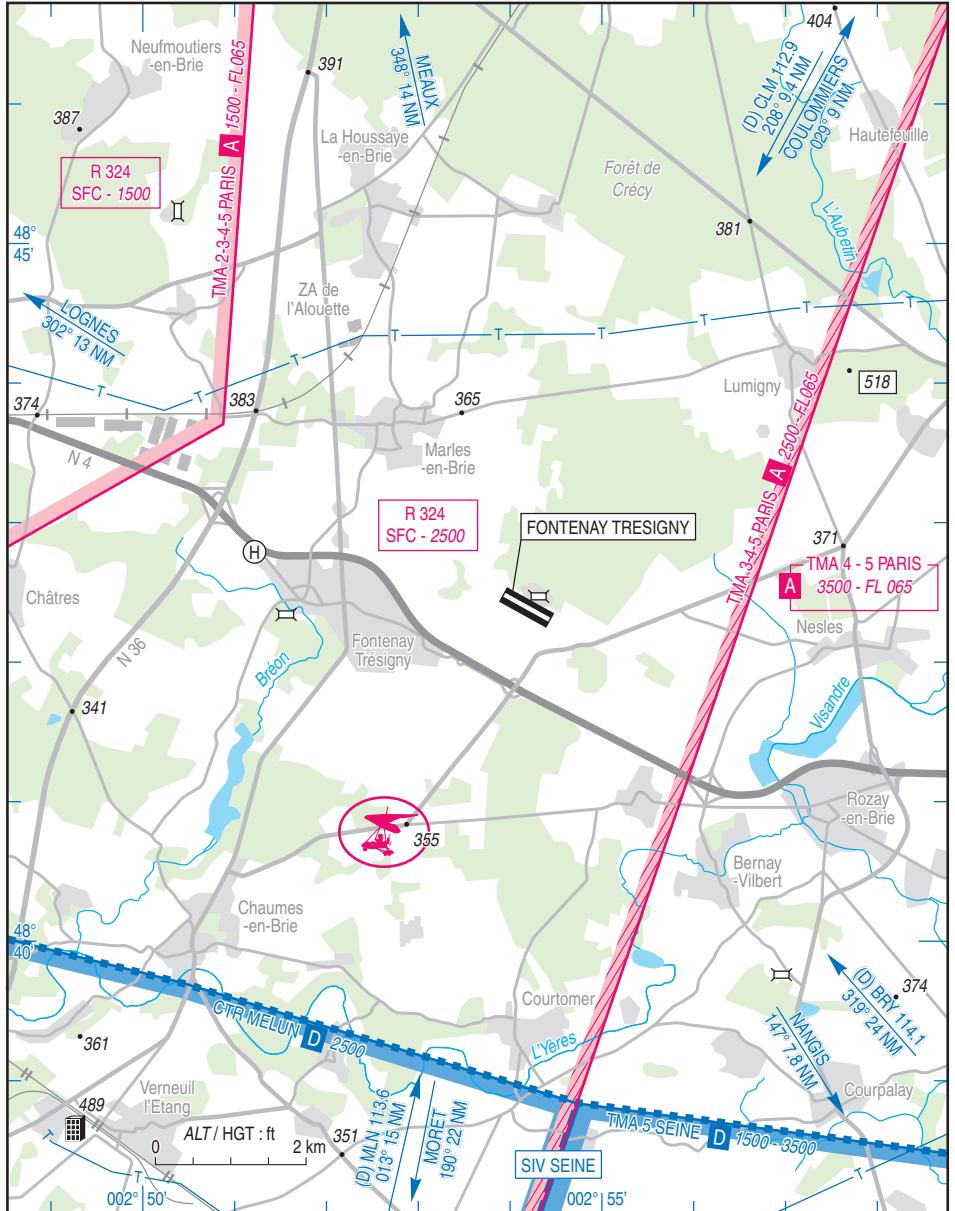 404
Neufmoutiers
-en-Brie
391
MEAUX
348° 14 NM
(D) CLM 112.9
208° 9.4 NM
COULOMMIERS
029° 9 NM
387
Hautefeuille
La Houssaye
-en-Brie
TMA 2-3-4-5 PARIS A 1500 - FL065
R 324
SFC - 1500
Forêt de
Crécy
381
L'Aubetin
48°
45'
ZA de
l'Alouette
LOGNES
302° 13 NM
T
T
T
T
T
T
T
Lumigny
518
374
383
365
N 4
Marles
-en-Brie
TMA 3-4-5 PARIS A 2500 - FL065
R 324
SFC - 2500
FONTENAY TRESIGNY
371
H
TMA 4 - 5 PARIS
A 3500 - FL 065
Châtres
Nesles
N 36
Bréon
Fontenay
Trésigny
Visandre
341
Rozay
-en-Brie
355
Bernay
-Vilbert
Chaumes
-en-Brie
48°
40'
(D) BRY 114.1
319° 24 NM
374
Courtomer
CTR MELUN D 2500
L'Yères
NANGIS
147° 7.8 NM
361
Verneuil
l'Etang
Courpalay
489
TMA 5 SEINE D 1500 - 3500
ALT / HGT : ft
0 2 km
351
(D) MLN 113.6
013° 15 NM
MORET
190° 22 NM
SIV SEINE
T
T
T
002° 50'
002° 55'